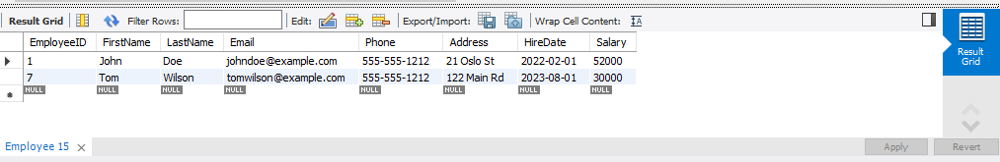 Result Grid Filter Rows: Edit: Export/Import: Wrap Cell Content: IA
EmployeeID FirstName LastName Email Phone Address HireDate Salary
1 John Doe johndoe@example.com 555-555-1212 21 Oslo St 2022-02-01 52000
7 Tom Wilson tomwilson@example.com 555-555-1212 122 Main Rd 2023-08-01 30000
NULL NULL NULL NULL NULL NULL NULL NULL
Result
Grid
Employee 15 Apply Revert